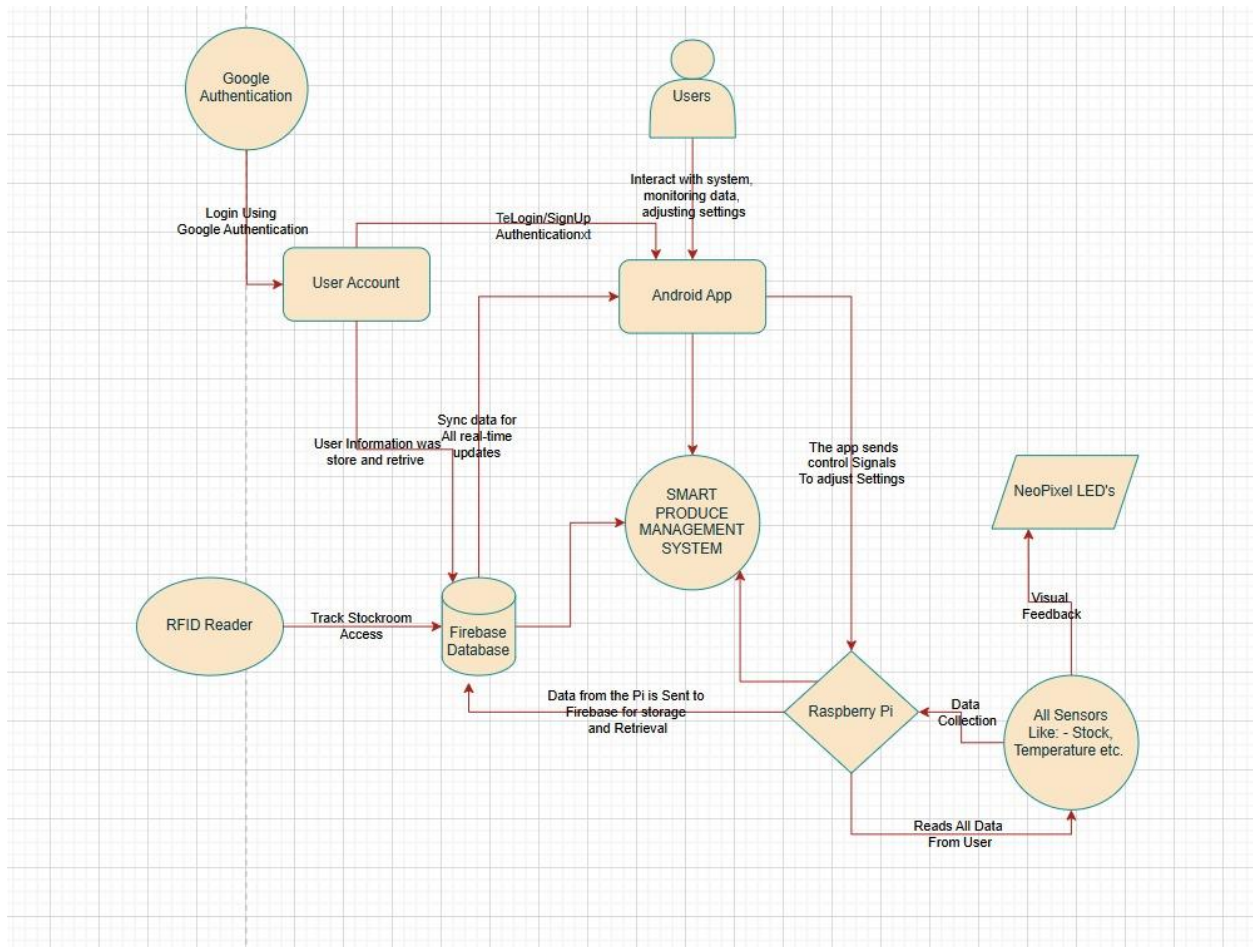 Google
Authentication
Users
Interact with system,
monitoring data,
adjusting settings
Login Using
Google Authentication
TeLogin/SignUp
Authenticationxt
User Account
Android App
Sync data for
All real-time
updates
User Information was
store and retrive
The app sends
control Signals
To adjust Settings
SMART
PRODUCE
MANAGEMENT
SYSTEM
NeoPixel LED's
RFID Reader
Track Stockroom
Access
Firebase
Database
Visual
Feedback
Data from the Pi is Sent to
Firebase for storage
and Retrieval
Raspberry Pi
Data
Collection
All Sensors
Like: - Stock,
Temperature etc.
Reads All Data
From User